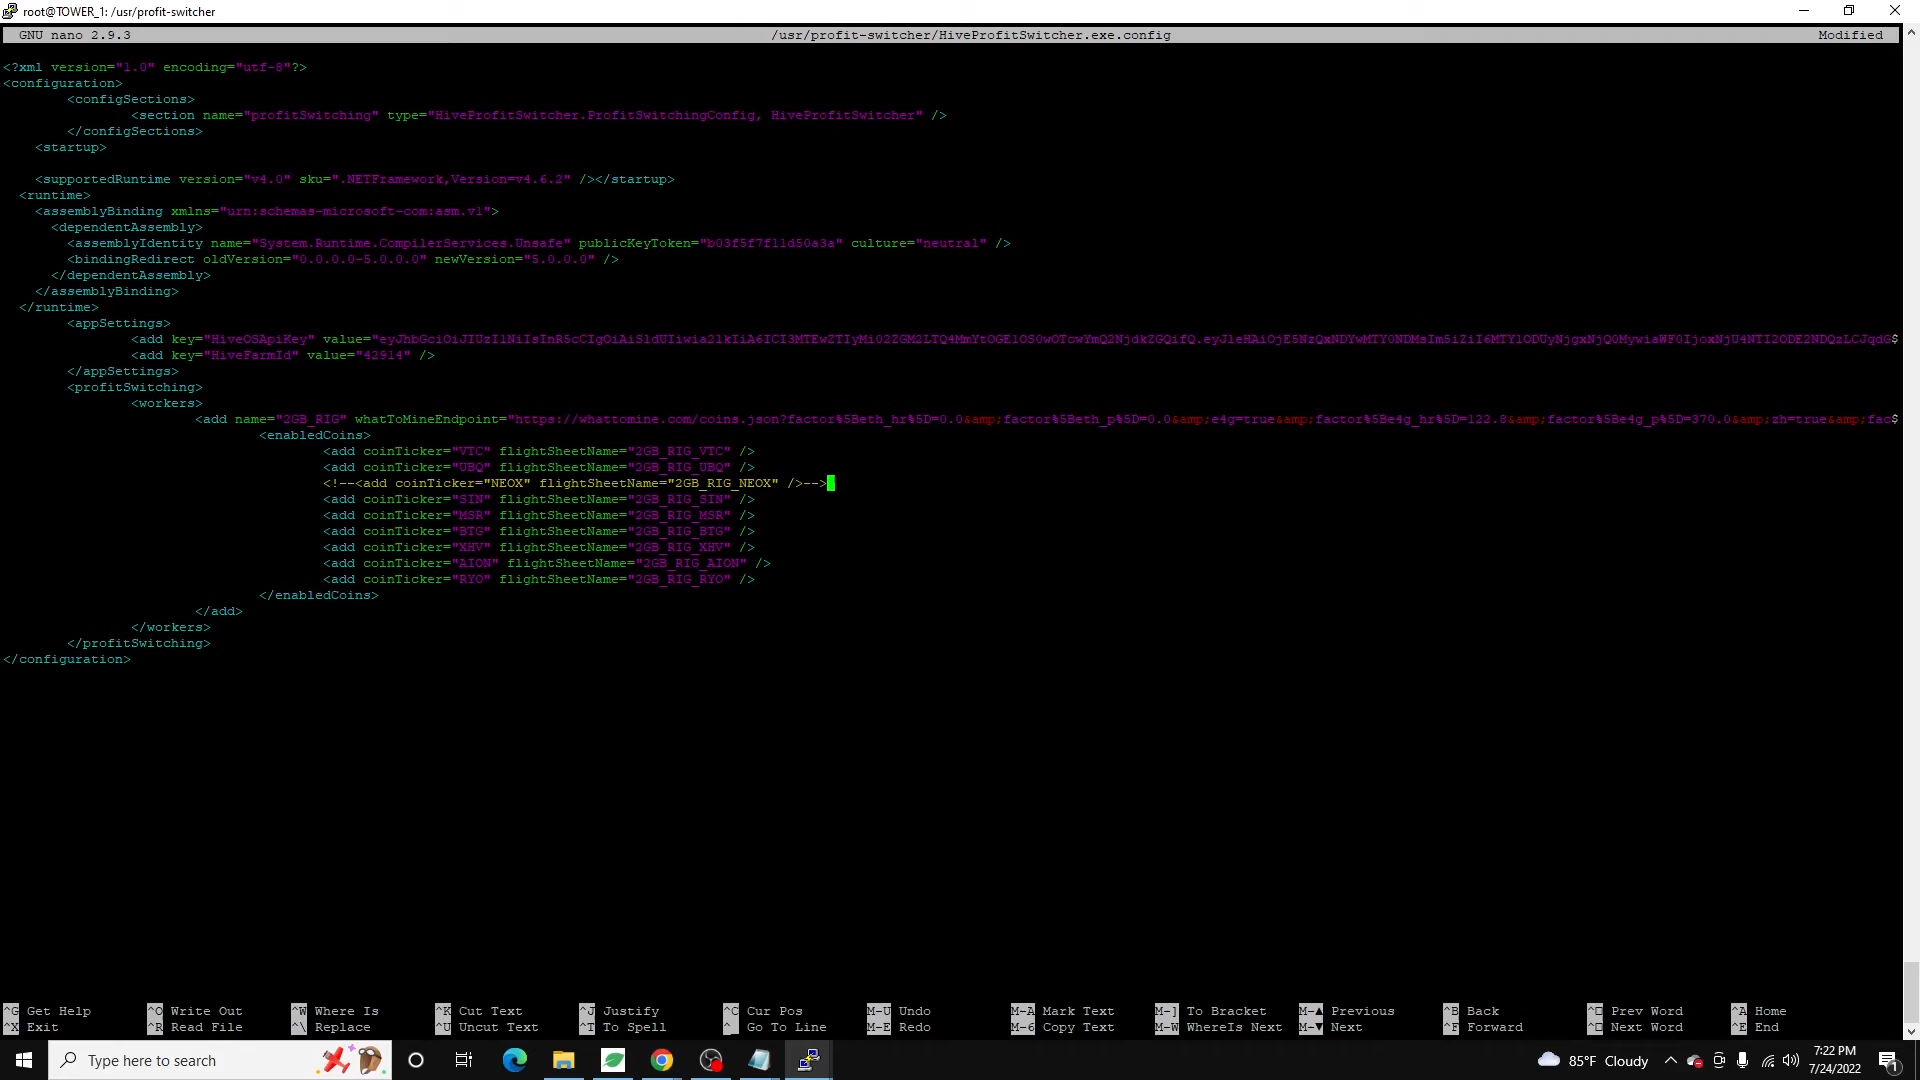 root@TOWER_1: /usr/profit-switcher
GNU nano 2.9.3 /usr/profit-switcher/HiveProfitSwitcher.exe.config Modified
<?xml version="1.0" encoding="utf-8"?>
<configuration>
<configSections>
<section name="profitSwitching" type="HiveProfitSwitcher.ProfitSwitchingConfig, HiveProfitSwitcher" />
</configSections>
<startup>
<supportedRuntime version="v4.0" sku=".NETFramework,Version=v4.6.2" /></startup>
<runtime>
<assemblyBinding xmlns="urn:schemas-microsoft-com:asm.v1">
<dependentAssembly>
<assemblyIdentity name="System.Runtime.CompilerServices.Unsafe" publicKeyToken="b03f5f7f11d50a3a" culture="neutral" />
<bindingRedirect oldVersion="0.0.0.0-5.0.0.0" newVersion="5.0.0.0" />
</dependentAssembly>
</assemblyBinding>
</runtime>
<appSettings>
<add key="HiveOSApiKey" value="
<add key="HiveFarmId" value="42914" />
</appSettings>
<profitSwitching>
<workers>
<add name="2GB_RIG" whatToMineEndpoint="https://whattomine.com/coins.json?factor%5Beth_hr%5D=0.0&amp;factor%5Beth_p%5D=0.0&amp;e4g=true&amp;factor%5Be4g_hr%5D=122.8&amp;factor%5Be4g_p%5D=370.0&amp;zh=true&amp;fac$
<enabledCoins>
<add coinTicker="VTC" flightSheetName="2GB_RIG_VTC" />
<add coinTicker="UBQ" flightSheetName="2GB_RIG_UBQ" />
<!--<add coinTicker="NEOX" flightSheetName="2GB_RIG_NEOX" />-->
<add coinTicker="SIN" flightSheetName="2GB_RIG_SIN" />
<add coinTicker="MSR" flightSheetName="2GB_RIG_MSR" />
<add coinTicker="BTG" flightSheetName="2GB_RIG_BTG" />
<add coinTicker="XHV" flightSheetName="2GB_RIG_XHV" />
<add coinTicker="AION" flightSheetName="2GB_RIG_AION" />
<add coinTicker="RYO" flightSheetName="2GB_RIG_RYO" />
</enabledCoins>
</add>
</workers>
</profitSwitching>
</configuration>
^G Get Help ^O Write Out ^W Where Is ^K Cut Text ^J Justify ^C Cur Pos M-U Undo M-A Mark Text M-] To Bracket M-▲ Previous ^B Back ^□ Prev Word ^A Home
^X Exit ^R Read File ^\ Replace ^U Uncut Text ^T To Spell ^_ Go To Line M-E Redo M-6 Copy Text M-W WhereIs Next M-▼ Next ^F Forward ^□ Next Word ^E End
Type here to search
85°F Cloudy
7:22 PM
7/24/2022
1